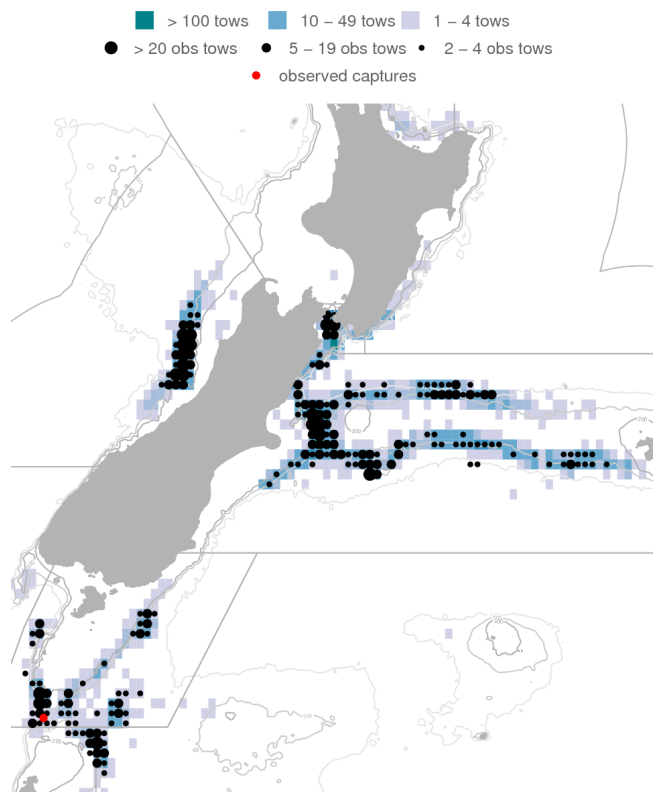 > 100 tows 10 – 49 tows 1 – 4 tows
> 20 obs tows 5 – 19 obs tows 2 – 4 obs tows
observed captures